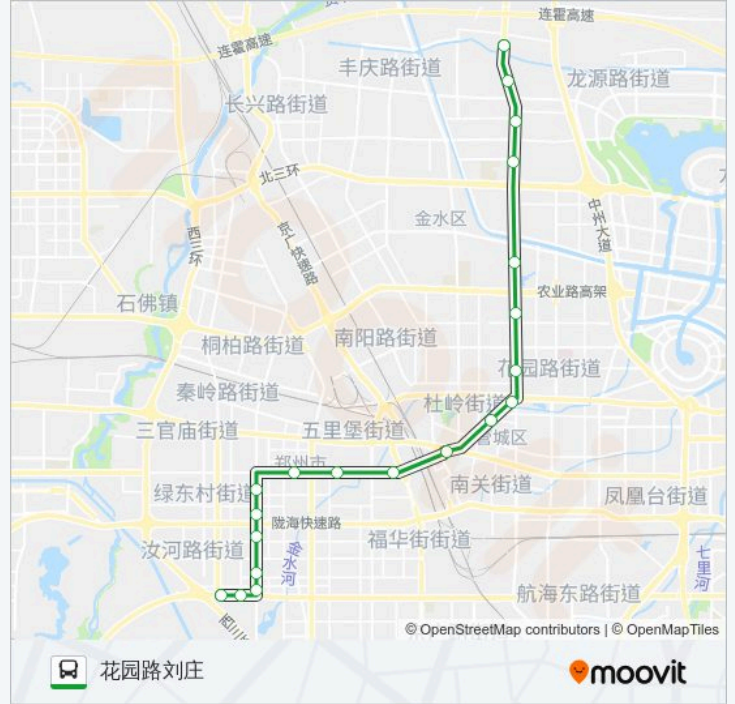 连霍高速
连霍高速
丰庆路街道
龙源路街道
长兴路街道
北三环
金水区
中州大道
西三环
京广快速路
农业路高架
石佛镇
南阳路街道
桐柏路街道
花园路街道
秦岭路街道
杜岭街道
三官庙街道
五里堡街道
管城区
郑州市
南关街道
绿东村街道
凤凰台街道
陇海快速路
福华街街道
汝河路街道
金水河
七里河
航海东路街道
© OpenStreetMap contributors | © OpenMapTiles
花园路刘庄
moovit